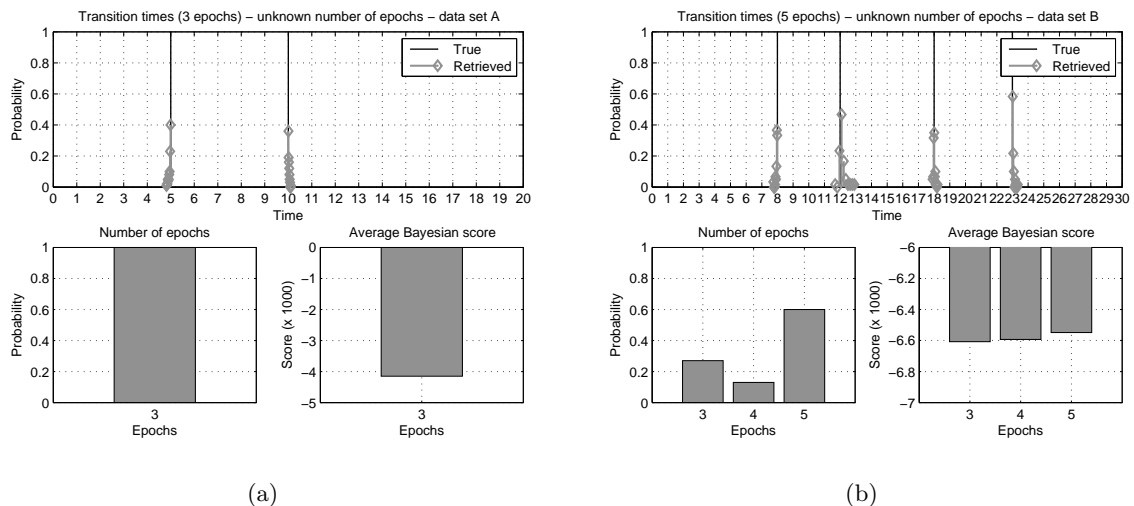 Transition times (3 epochs) − unknown number of epochs − data set A
1
0.8
0.6
0.4
0.2
0
Probability
True
Retrieved
0 1 2 3 4 5 6 7 8 9 10 11 12 13 14 15 16 17 18 19 20
Time
Number of epochs
1
0.8
0.6
0.4
0.2
0
Probability
3
Epochs
Average Bayesian score
0
−1
−2
−3
−4
−5
Score (x 1000)
3
Epochs
(a)
Transition times (5 epochs) − unknown number of epochs − data set B
1
0.8
0.6
0.4
0.2
0
Probability
True
Retrieved
0 1 2 3 4 5 6 7 8 9 10 11 12 13 14 15 16 17 18 19 20 21 22 23 24 25 26 27 28 29 30
Time
Number of epochs
1
0.8
0.6
0.4
0.2
0
Probability
3 4 5
Epochs
Average Bayesian score
−6
−6.2
−6.4
−6.6
−6.8
−7
Score (x 1000)
3 4 5
Epochs
(b)